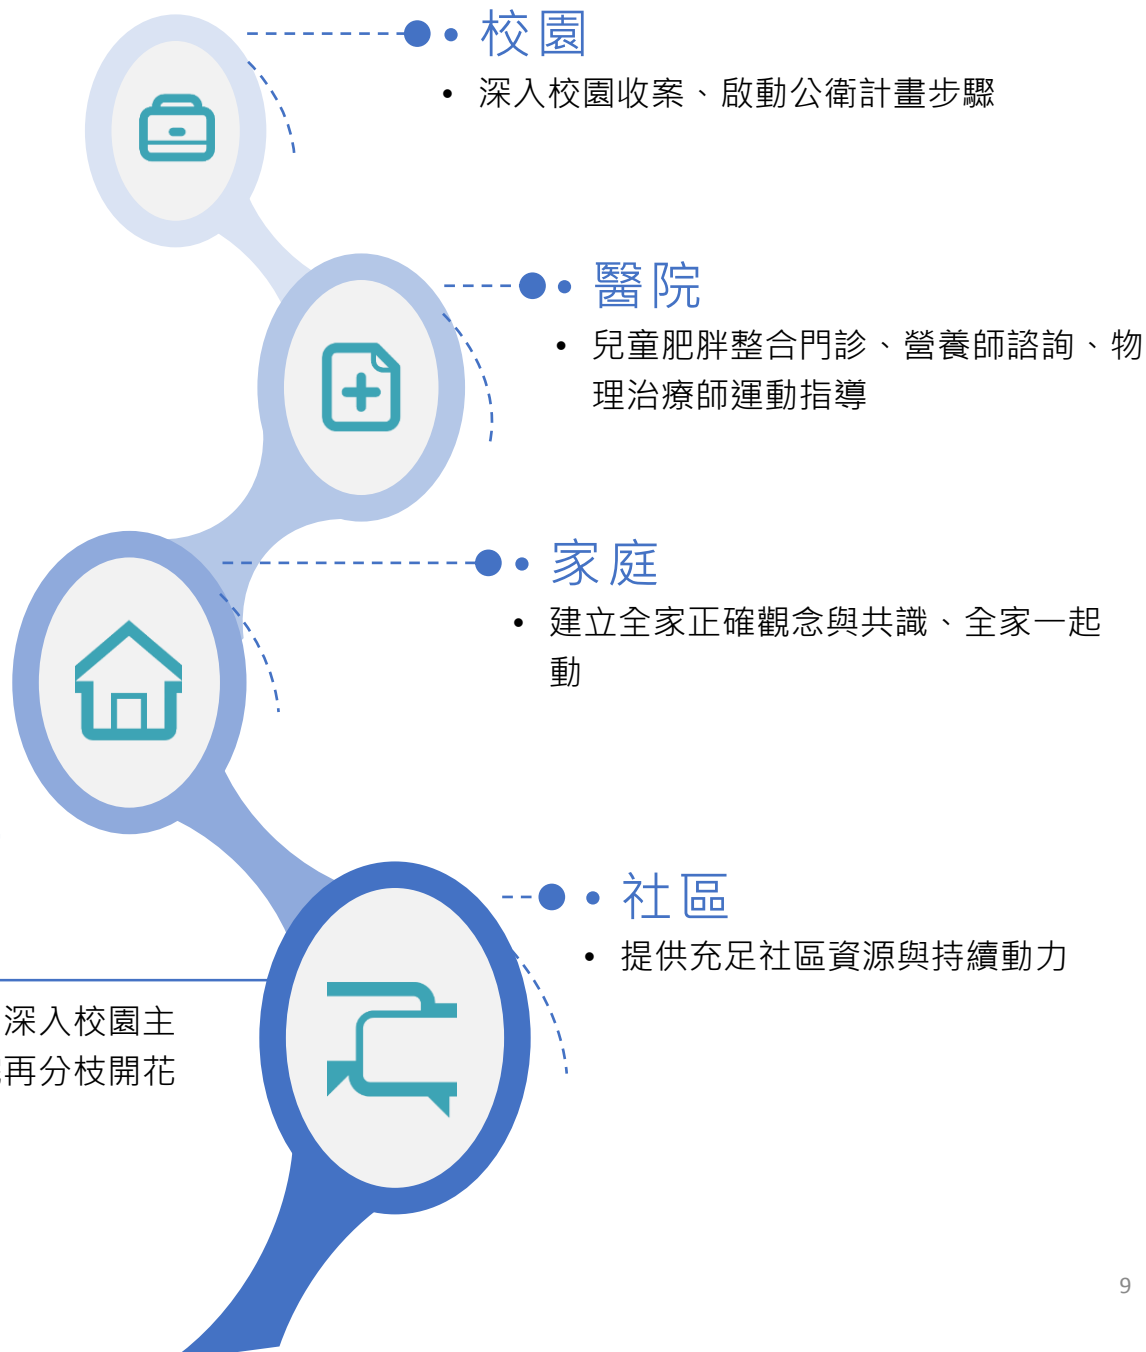 校園
深入校園收案、啟動公衛計畫步驟
醫院
兒童肥胖整合門診、營養師諮詢、物
理治療師運動指導
家庭
建立全家正確觀念與共識、全家一起
動
社區
提供充足社區資源與持續動力
深入校園主
再分枝開花
9